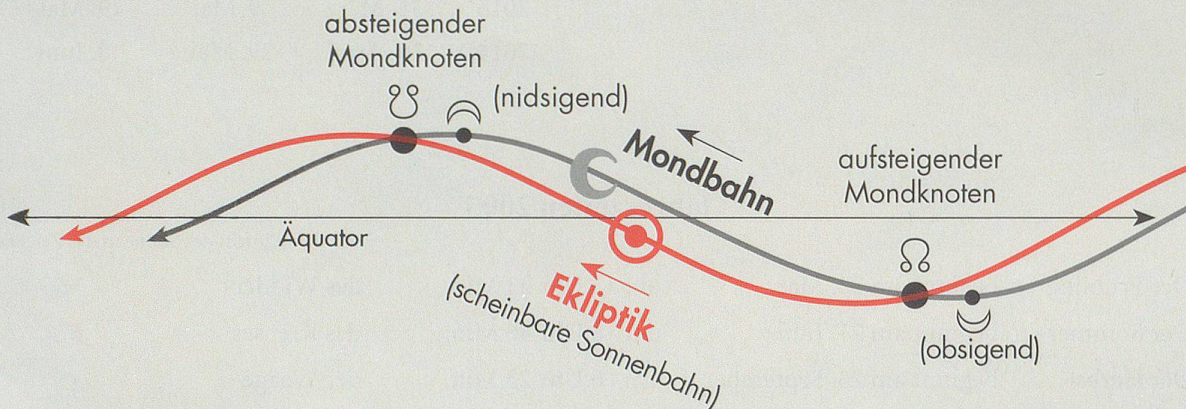 absteigender
Mondknoten
(nidsigend)
Mondbahn
aufsteigender
Mondknoten
Äquator
Ekliptik
(scheinbare Sonnenbahn)
(obsigend)